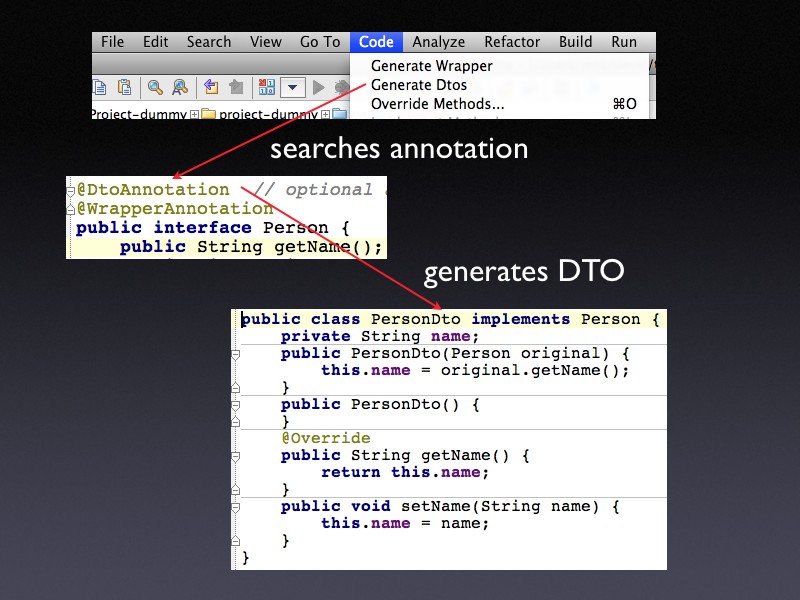 File Edit Search View Go To Code Analyze Refactor Build Run
Generate Wrapper
Generate Dtos
Override Methods... ⌘O
Project-dummy project-dummy
searches annotation
@DtoAnnotation // optional
@WrapperAnnotation
public interface Person {
public String getName();
generates DTO
public class PersonDto implements Person {
private String name;
public PersonDto(Person original) {
this.name = original.getName();
}
public PersonDto() {
}
@Override
public String getName() {
return this.name;
}
public void setName(String name) {
this.name = name;
}
}